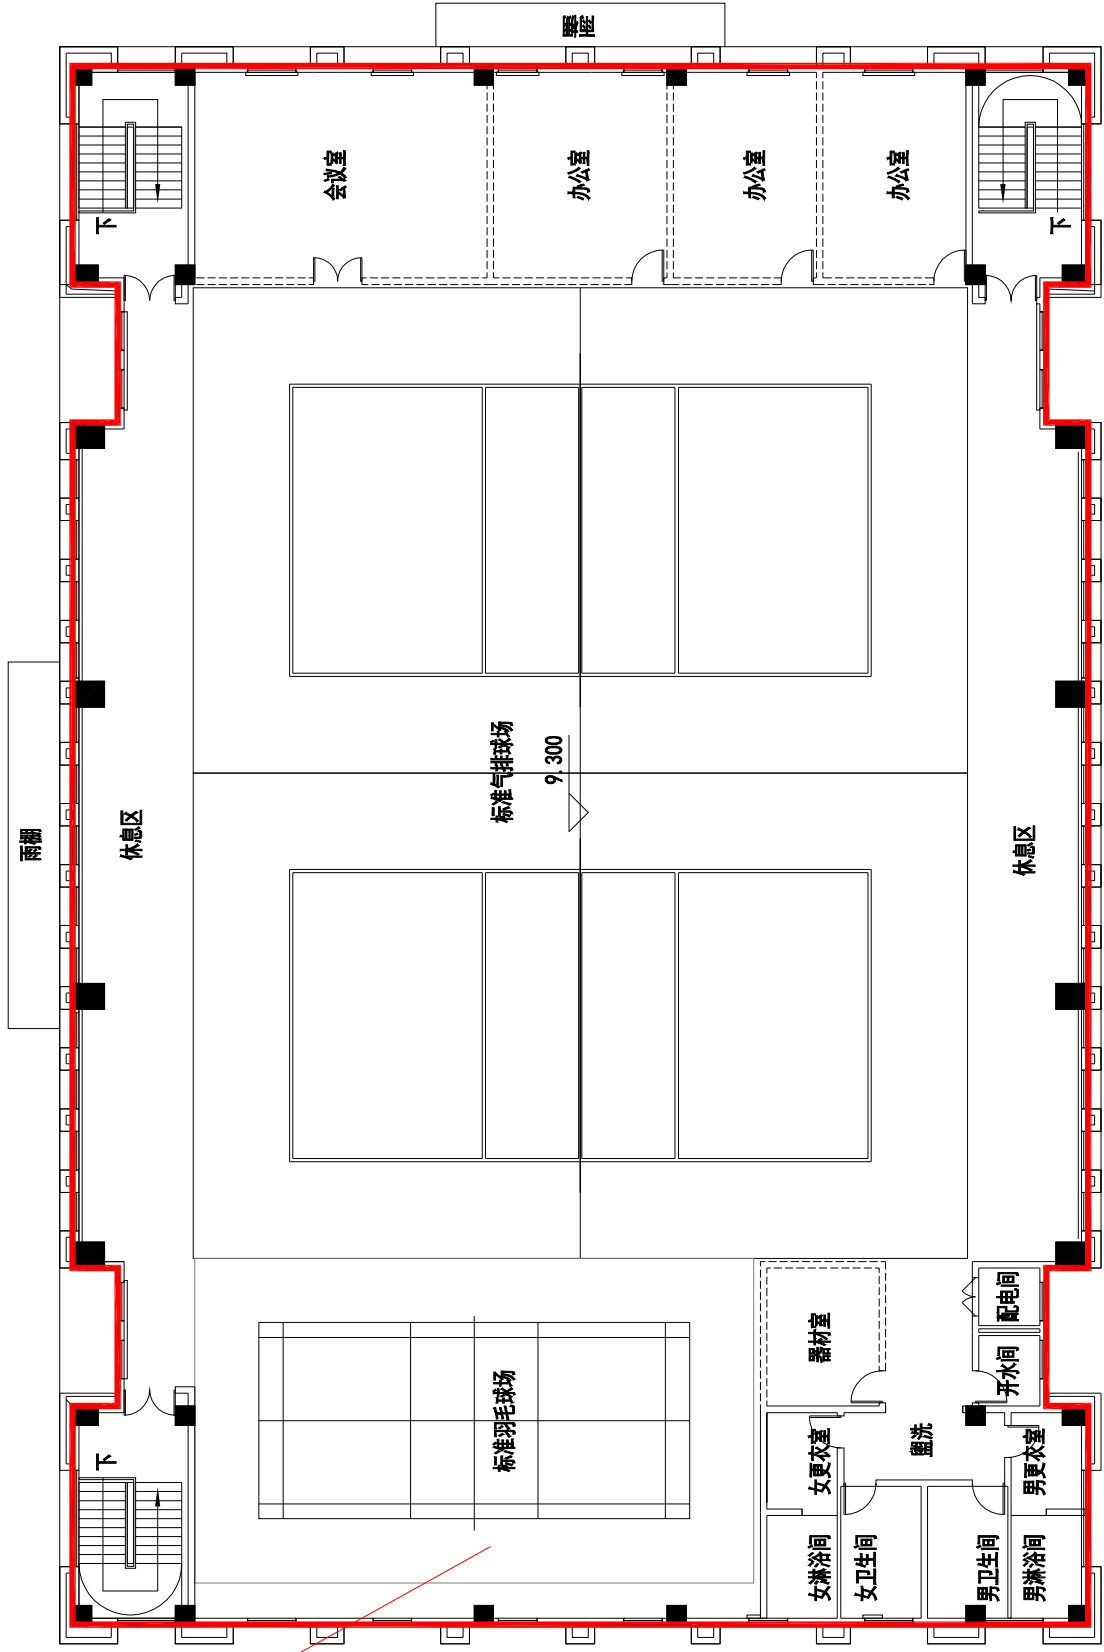 雨棚
会议室
办公室
办公室
办公室
下
下
标准气排球场
9.300
休息区
休息区
雨棚
器材室
配电间
开水间
标准羽毛球场
女更衣室
盥洗
男更衣室
下
女淋浴间
女卫生间
男卫生间
男淋浴间